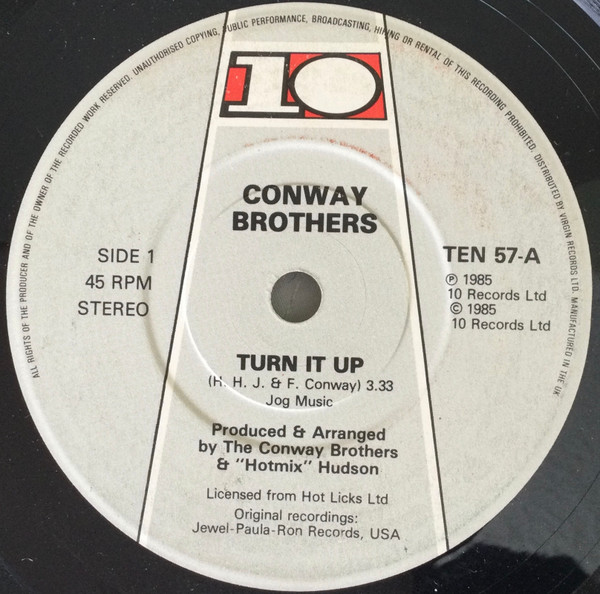 ALL RIGHTS OF THE PRODUCER AND OF THE OWNER OF THE RECORDED WORK RESERVED. UNAUTHORISED COPYING, PUBLIC PERFORMANCE, BROADCASTING, HIRING OR RENTAL OF THIS RECORDING PROHIBITED. DISTRIBUTED BY VIRGIN RECORDS LTD. MANUFACTURED IN THE UK
10
CONWAY
BROTHERS
SIDE 1
45 RPM
STEREO
TEN 57-A
℗ 1985
10 Records Ltd
© 1985
10 Records Ltd
TURN IT UP
(H. H. J. & F. Conway) 3.33
Jog Music
Produced & Arranged
by The Conway Brothers
& "Hotmix" Hudson
Licensed from Hot Licks Ltd
Original recordings:
Jewel-Paula-Ron Records, USA